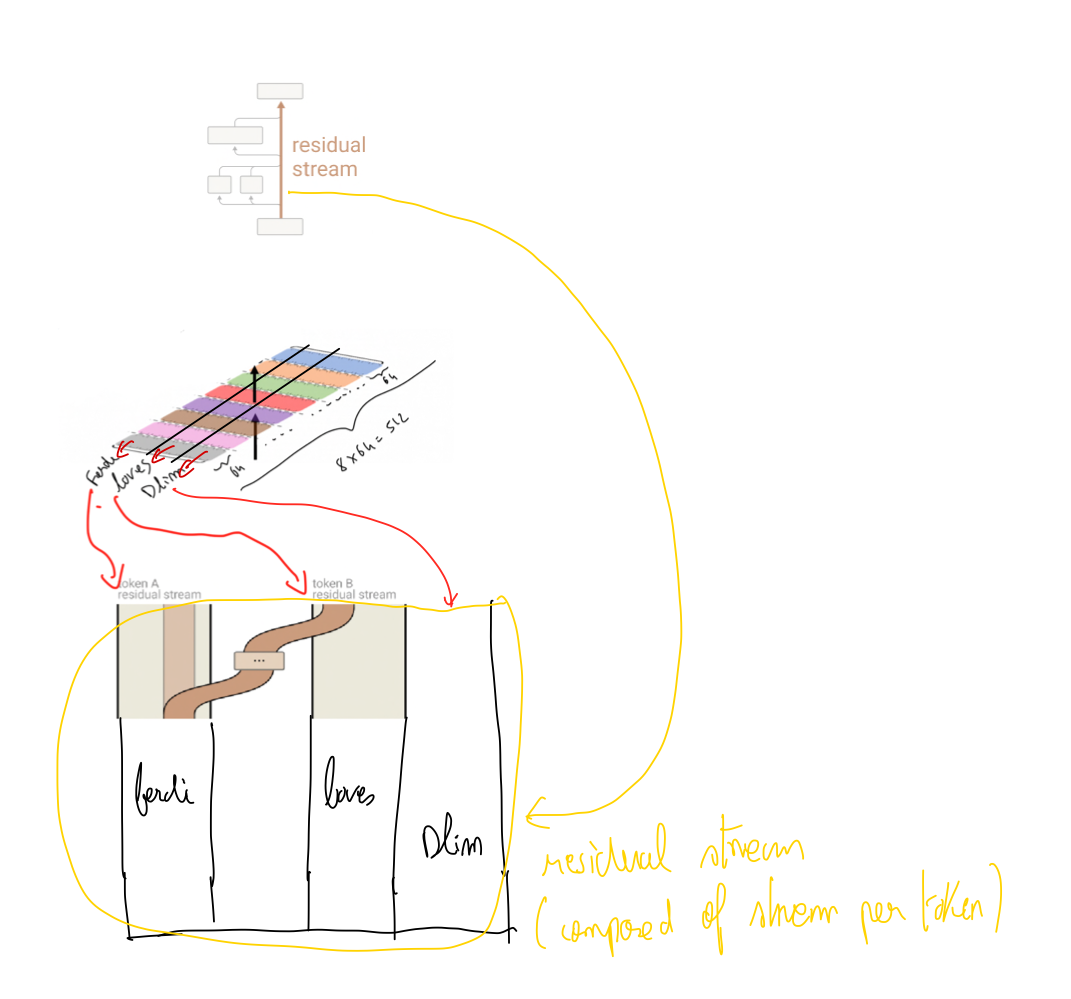 residual
stream
64
8 x 64 = 512
64
Ferdi
loves
Dlim
token A
residual stream
token B
residual stream
...
ferdi
loves
Dlim
residual stream
(composed of stream per token)